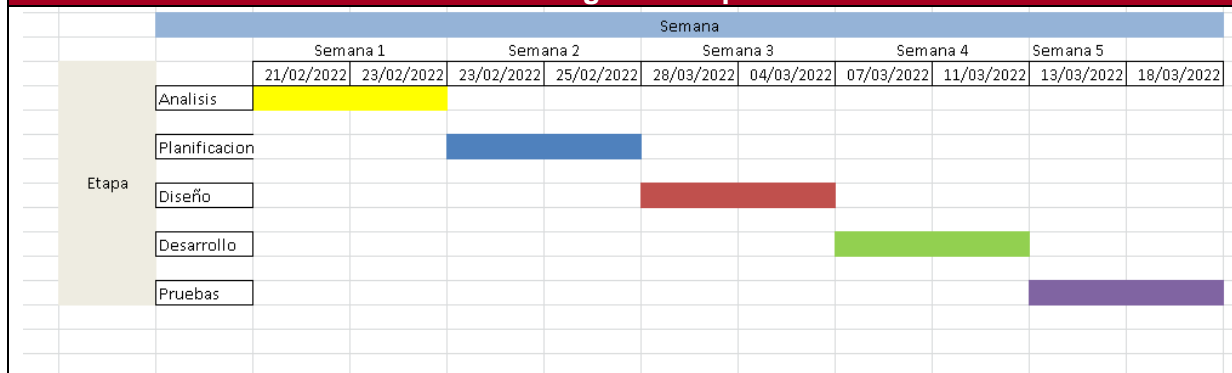 Semana
Semana 1 Semana 2 Semana 3 Semana 4 Semana 5
21/02/2022 23/02/2022 23/02/2022 25/02/2022 28/03/2022 04/03/2022 07/03/2022 11/03/2022 13/03/2022 18/03/2022
Analisis
Planificacion
Etapa
Diseño
Desarrollo
Pruebas